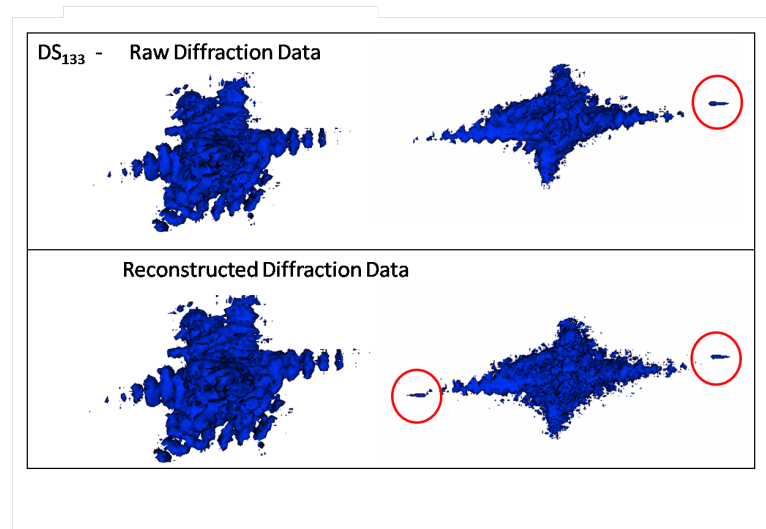 DS133 - Raw Diffraction Data
Reconstructed Diffraction Data